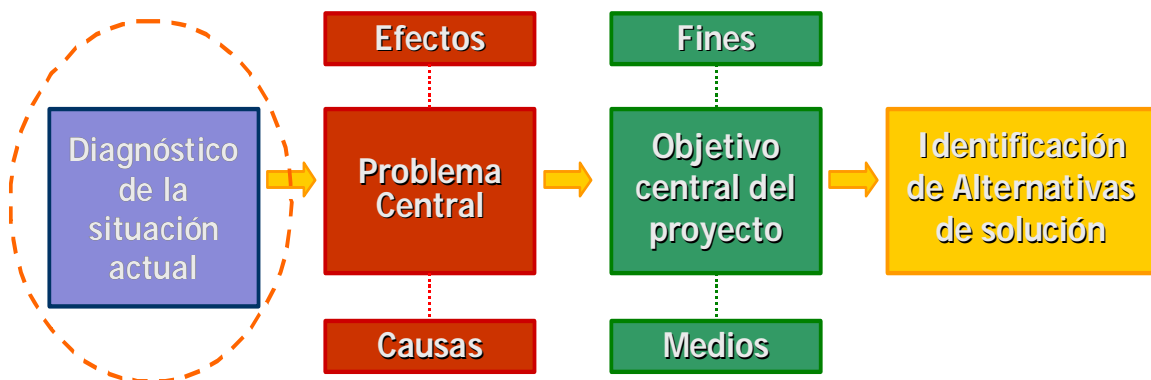 Efectos
Fines
Diagnóstico
de la
situación
actual
Problema
Central
Objetivo
central del
proyecto
Identificación
de Alternativas
de solución
Causas
Medios